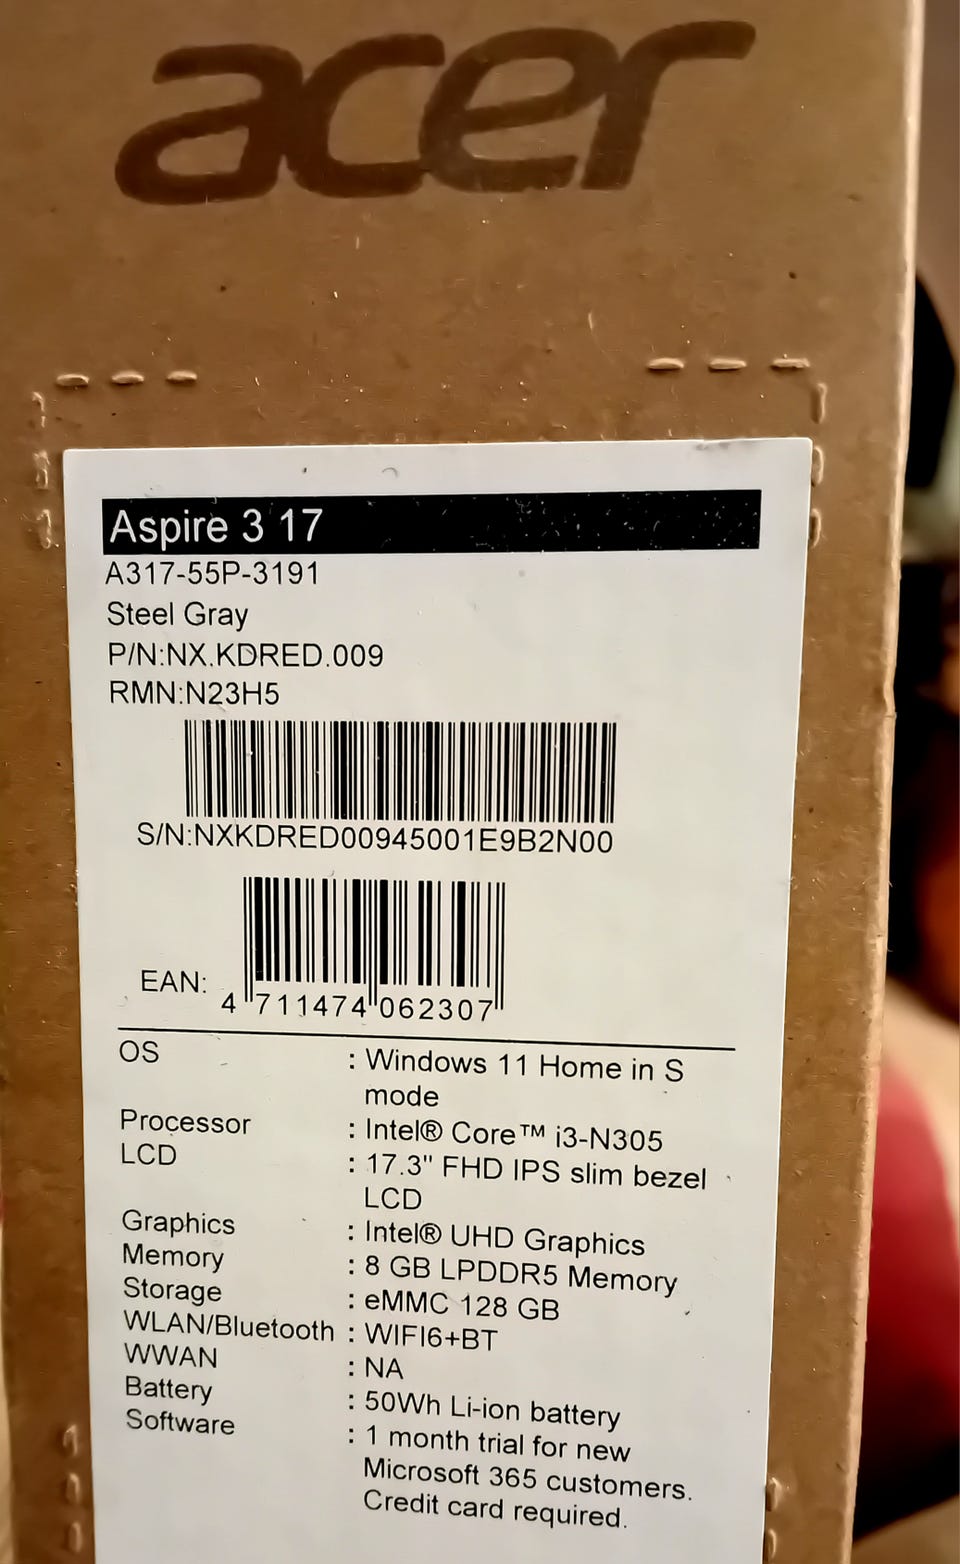 acer
Aspire 3 17
A317-55P-3191
Steel Gray
P/N:NX.KDRED.009
RMN:N23H5
S/N:NXKDRED00945001E9B2N00
EAN: 4 711474 062307
OS : Windows 11 Home in S
mode
Processor : Intel® Core™ i3-N305
LCD : 17.3" FHD IPS slim bezel
LCD
Graphics : Intel® UHD Graphics
Memory : 8 GB LPDDR5 Memory
Storage : eMMC 128 GB
WLAN/Bluetooth : WIFI6+BT
WWAN : NA
Battery : 50Wh Li-ion battery
Software : 1 month trial for new
Microsoft 365 customers.
Credit card required.